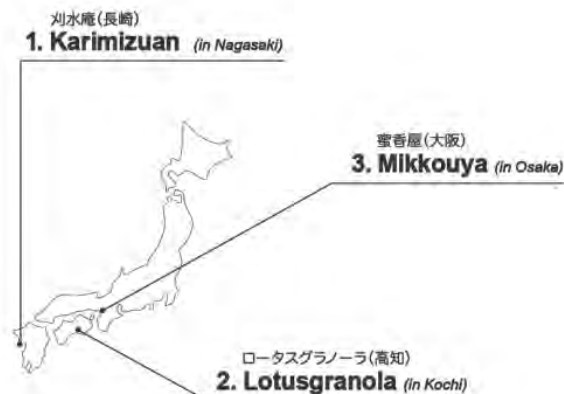 刈水庵(長崎)
1. Karimizuan (in Nagasaki)
蜜香屋(大阪)
3. Mikkouya (in Osaka)
ロータスグラノーラ(高知)
2. Lotusgranola (in Kochi)